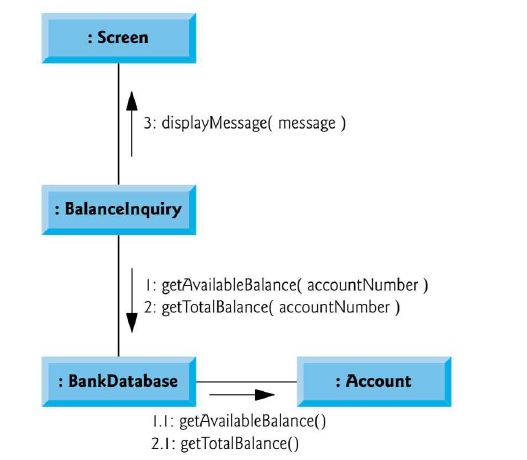 : Screen
3: displayMessage( message )
: BalanceInquiry
1: getAvailableBalance( accountNumber )
2: getTotalBalance( accountNumber )
: BankDatabase
: Account
1.1: getAvailableBalance()
2.1: getTotalBalance()